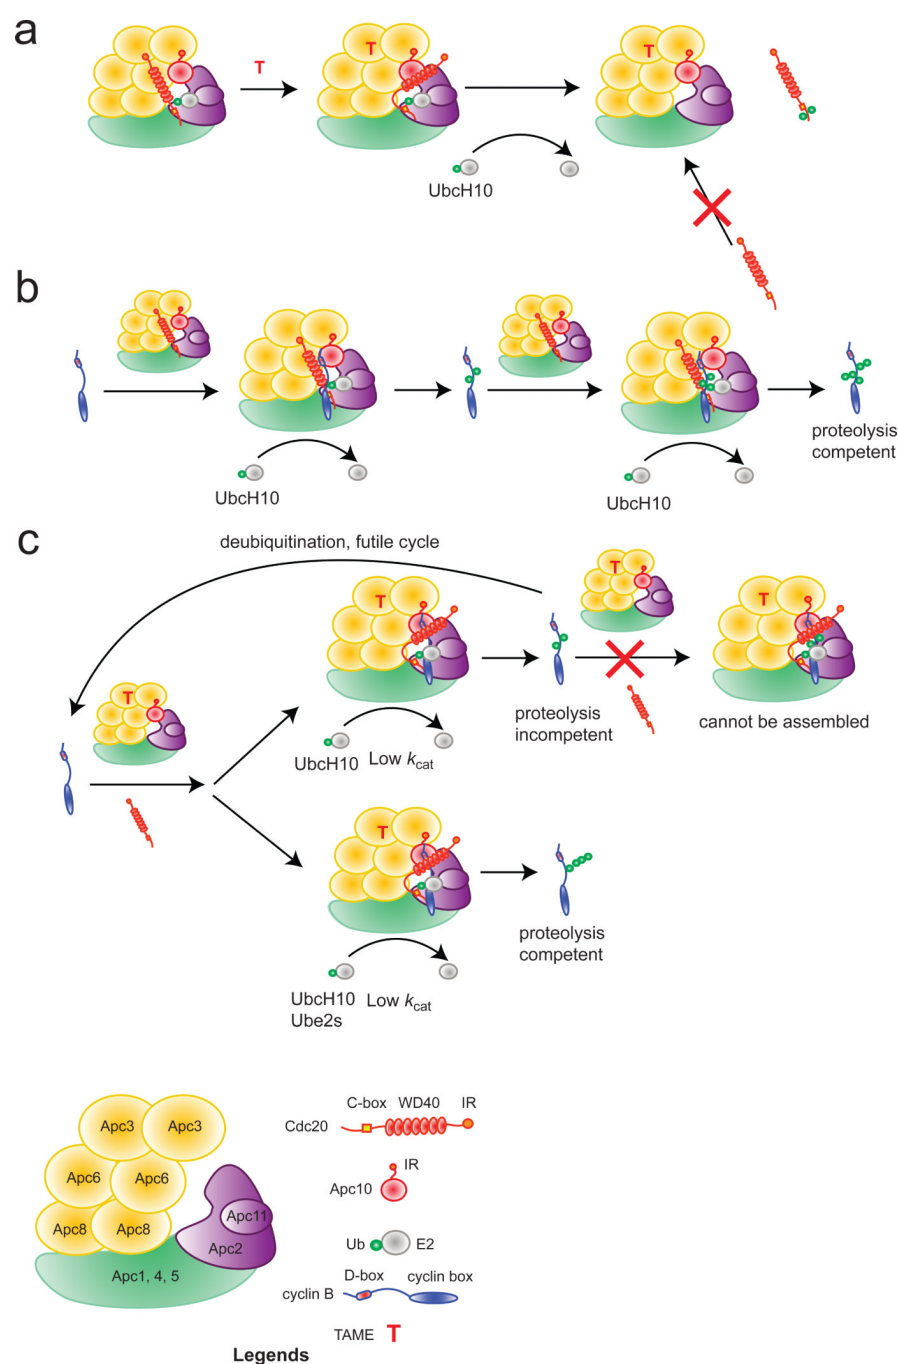 a
T
T
T
UbcH10
b
UbcH10
UbcH10
proteolysis
competent
c
deubiquitination, futile cycle
T
T
T
T
proteolysis
incompetent
cannot be assembled
UbcH10 Low kcat
T
proteolysis
competent
UbcH10 Low kcat
Ube2s
Apc3 Apc3
Apc6 Apc6
Apc8 Apc8
Apc11
Apc2
Apc1, 4, 5
C-box WD40 IR
Cdc20
IR
Apc10
Ub E2
D-box cyclin box
cyclin B
TAME T
Legends